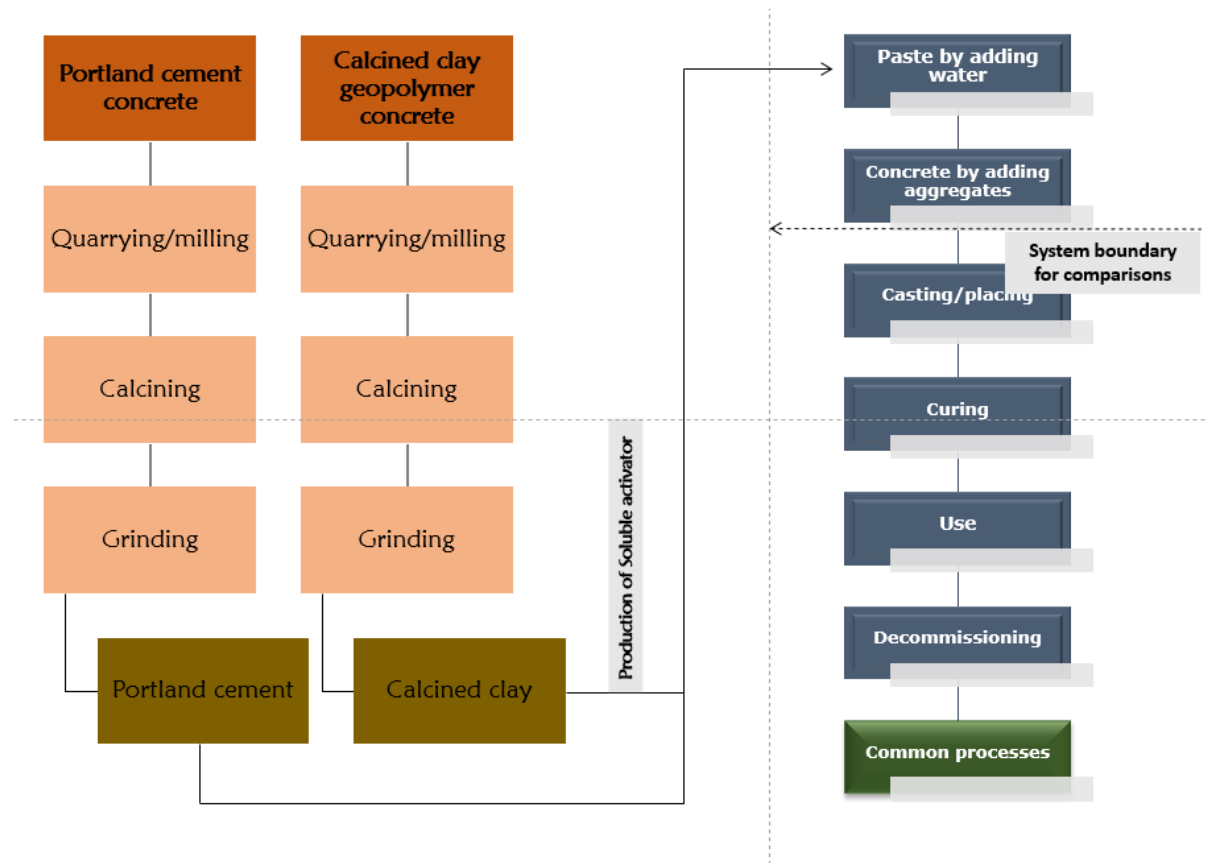 Portland cement
concrete
Calcined clay
geopolymer
concrete
Quarrying/milling
Quarrying/milling
Calcining
Calcining
Grinding
Grinding
Portland cement
Calcined clay
Production of Soluble activator
Paste by adding
water
Concrete by adding
aggregates
System boundary
for comparisons
Casting/placing
Curing
Use
Decommissioning
Common processes